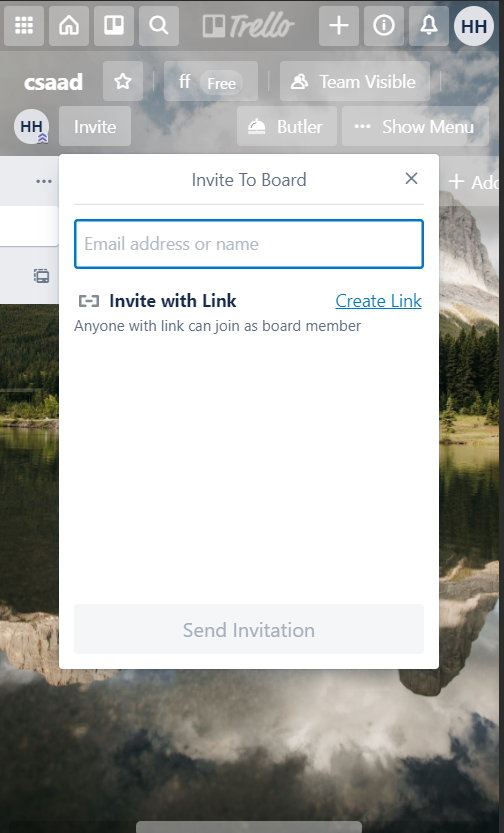 Trello
HH
csaad
ff Free
Team Visible
HH
Invite
Butler
Show Menu
Invite To Board
Add
Email address or name
Invite with Link
Create Link
Anyone with link can join as board member
Send Invitation